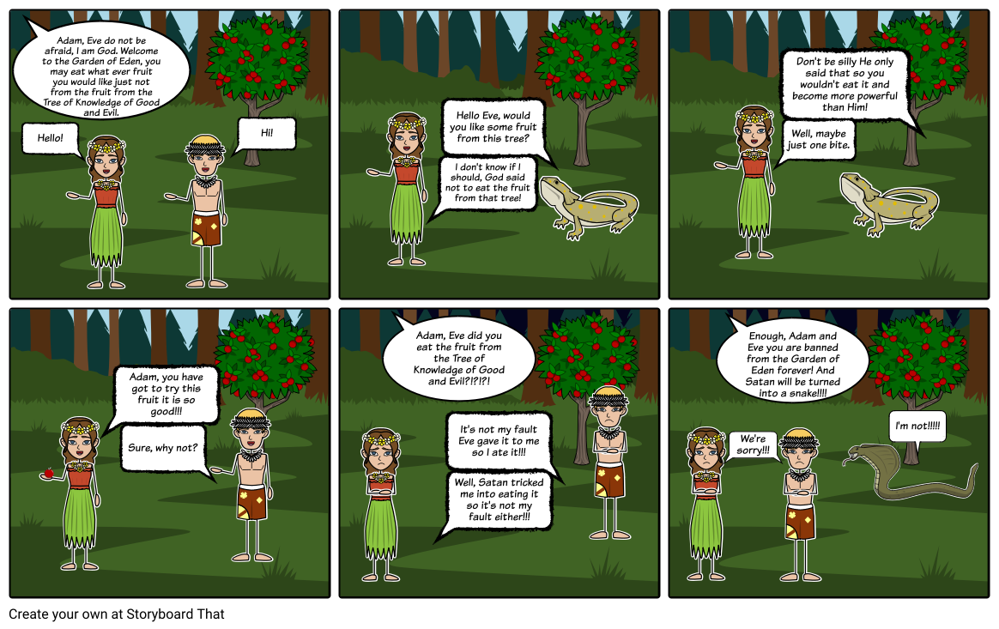 Adam, Eve do not be
afraid, I am God. Welcome
to the Garden of Eden, you
may eat what ever fruit
you would like just not
from the fruit from the
Tree of Knowledge of Good
and Evil.
Hello!
Hi!
Hello Eve, would
you like some fruit
from this tree?
I don't know if I
should, God said
not to eat the fruit
from that tree!
Don't be silly He only
said that so you
wouldn't eat it and
become more powerful
than Him!
Well, maybe
just one bite.
Adam, you have
got to try this
fruit it is so
good!!!
Sure, why not?
Adam, Eve did you
eat the fruit from
the Tree of
Knowledge of Good
and Evil?!?!?!
It's not my fault
Eve gave it to me
so I ate it!!!
Well, Satan tricked
me into eating it
so it's not my
fault either!!!
Enough, Adam and
Eve you are banned
from the Garden of
Eden forever! And
Satan will be turned
into a snake!!!!
We're
sorry!!!
I'm not!!!!!
Create your own at Storyboard That